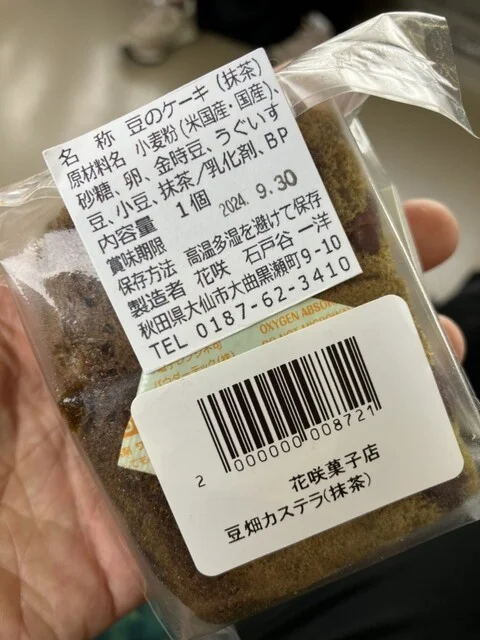 名 称 豆のケーキ (抹茶)
原材料名 小麦粉(米国産・国産)、
砂糖、卵、金時豆、うぐいす
豆、小豆、抹茶/乳化剤、BP
内容量 1個
賞味期限 2024. 9.30
保存方法 高温多湿を避けて保存
製造者 花咲 石戸谷 一洋
秋田県大仙市大曲黒瀬町9-10
TEL 0187-62-3410
OXYGEN ABSOR
2 000000 008721
花咲菓子店
豆畑カステラ(抹茶)